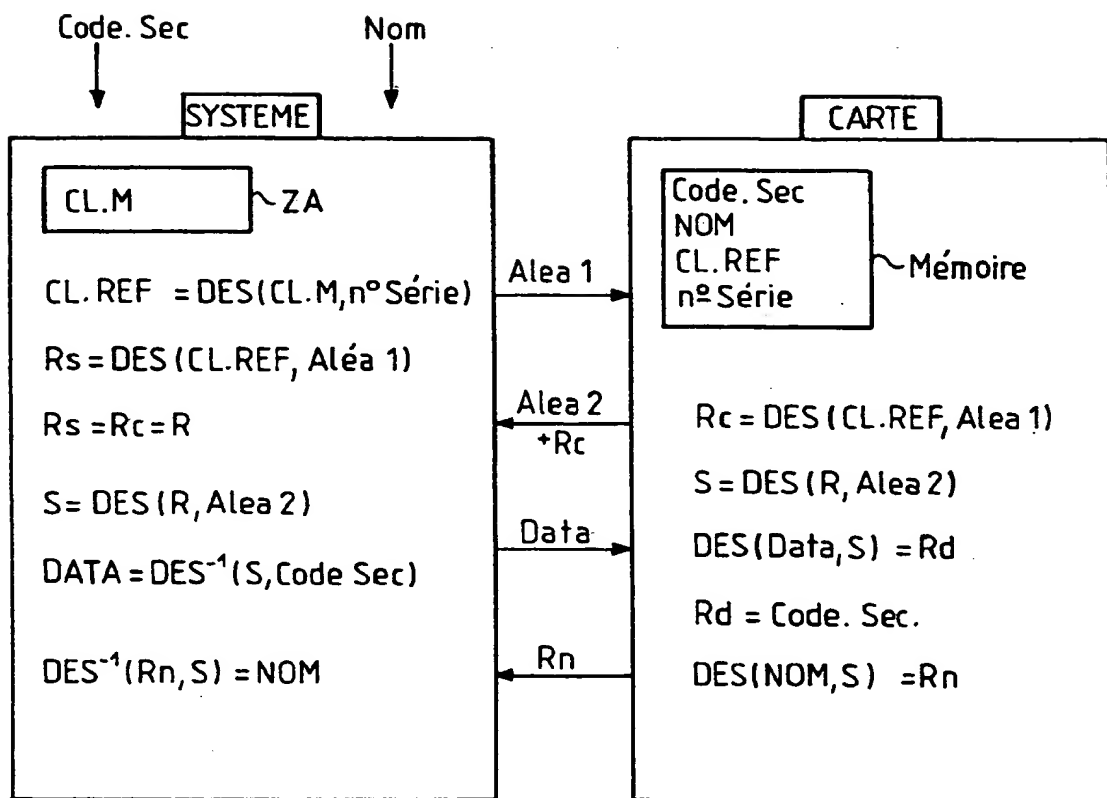 Code. Sec
Nom
SYSTEME
CL.M
ZA
CL.REF = DES(CL.M,nº Série)
Rs = DES (CL.REF, Aléa 1)
Rs = Rc = R
S = DES (R, Alea 2)
DATA = DES⁻¹(S, Code Sec)
DES⁻¹(Rn, S) = NOM
Alea 1
Alea 2
+Rc
Data
Rn
CARTE
Code. Sec
NOM
CL.REF
nº Série
Mémoire
Rc = DES (CL.REF, Alea 1)
S = DES (R, Alea 2)
DES(Data, S) = Rd
Rd = Code. Sec.
DES(NOM, S) = Rn